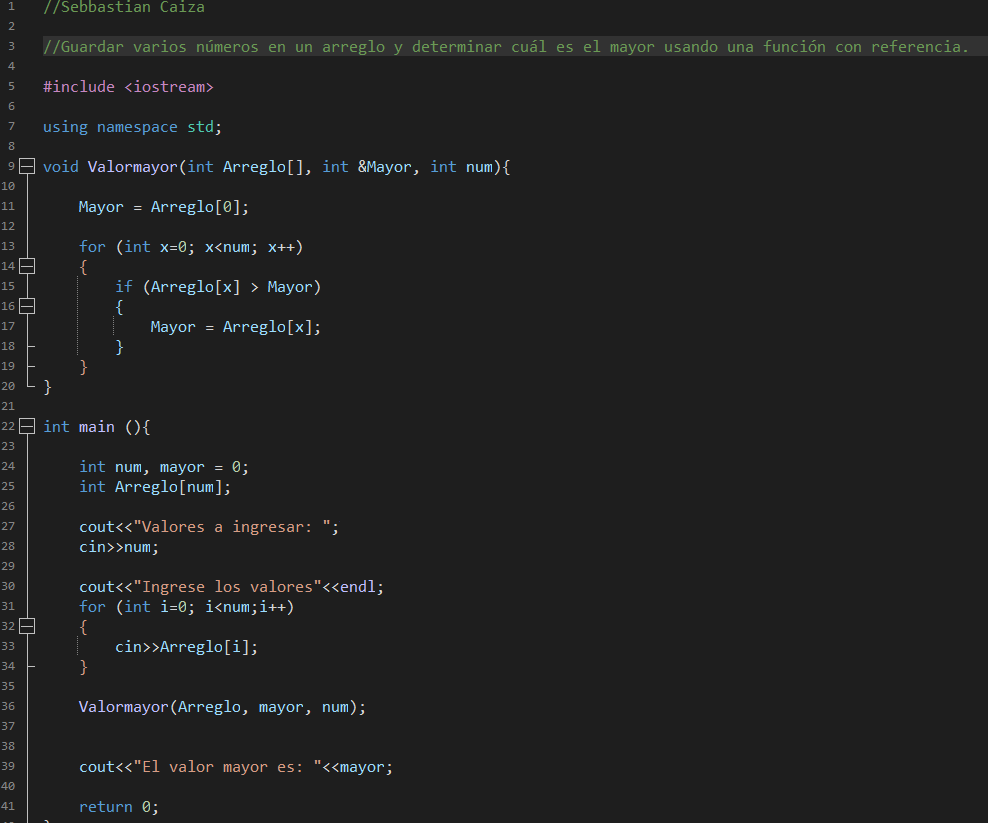 1 //Sebbastian Caiza
2
3 //Guardar varios números en un arreglo y determinar cuál es el mayor usando una función con referencia.
4
5 #include <iostream>
6
7 using namespace std;
8
9 void Valormayor(int Arreglo[], int &Mayor, int num){
10
11 Mayor = Arreglo[0];
12
13 for (int x=0; x<num; x++)
14 {
15 if (Arreglo[x] > Mayor)
16 {
17 Mayor = Arreglo[x];
18 }
19 }
20 }
21
22 int main (){
23
24 int num, mayor = 0;
25 int Arreglo[num];
26
27 cout<<"Valores a ingresar: ";
28 cin>>num;
29
30 cout<<"Ingrese los valores"<<endl;
31 for (int i=0; i<num;i++)
32 {
33 cin>>Arreglo[i];
34 }
35
36 Valormayor(Arreglo, mayor, num);
37
38
39 cout<<"El valor mayor es: "<<mayor;
40
41 return 0;